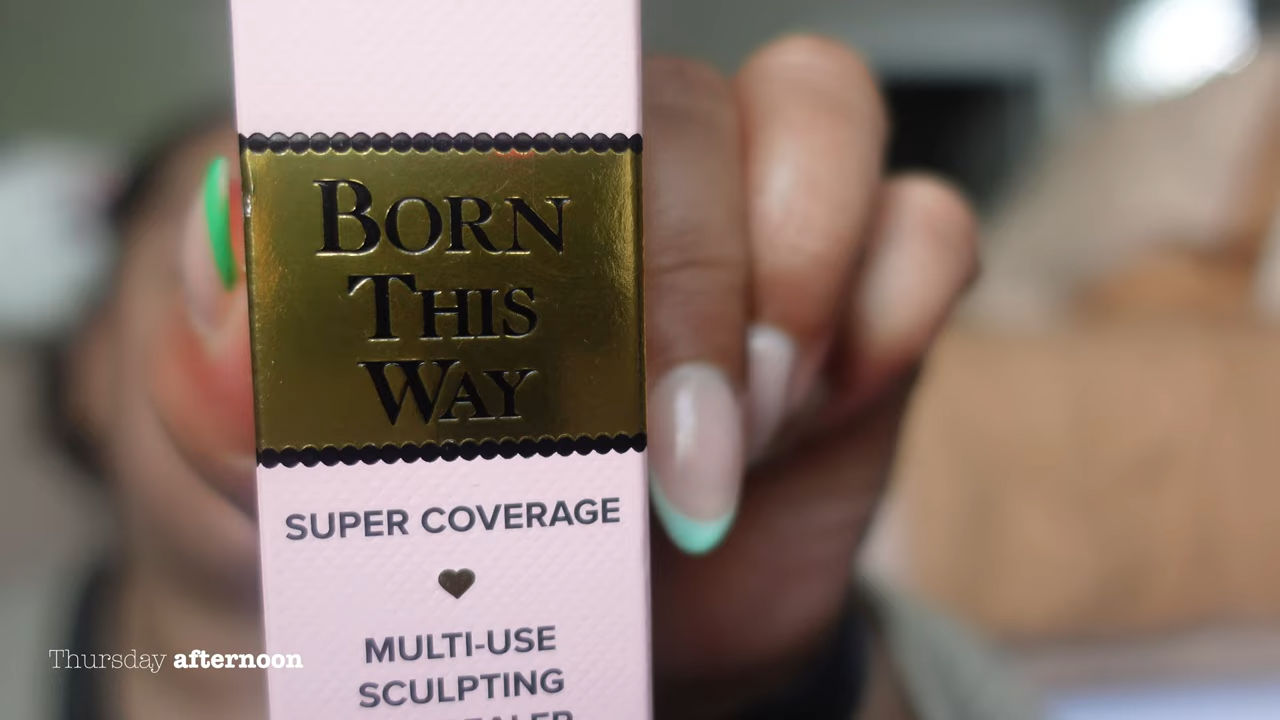 BORN
THIS
WAY
SUPER COVERAGE
MULTI-USE
SCULPTING
Thursday afternoon